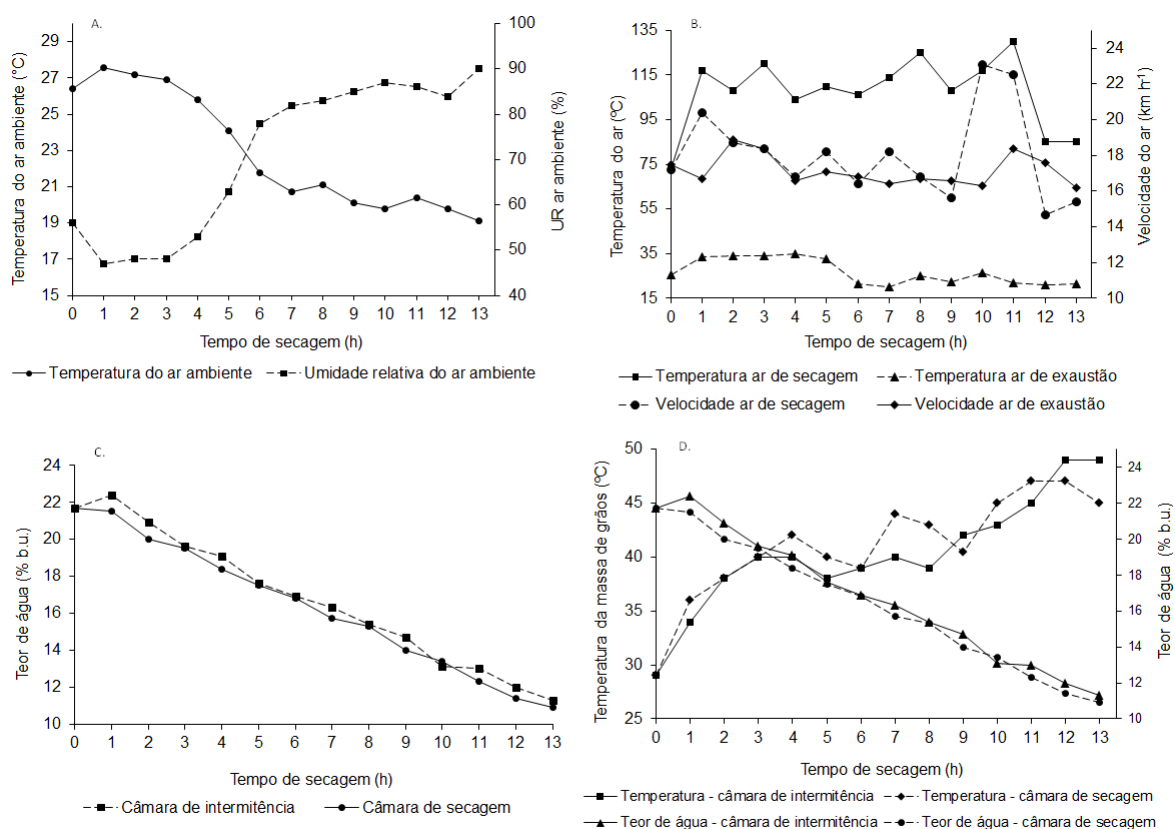 A.
Temperatura do ar ambiente (°C)
29
27
25
23
21
19
17
15
100
90
80
70
60
50
40
UR ar ambiente (%)
0 1 2 3 4 5 6 7 8 9 10 11 12 13
Tempo de secagem (h)
Temperatura do ar ambiente Umidade relativa do ar ambiente
B.
Temperatura do ar (ºC)
135
115
95
75
55
35
15
24
22
20
18
16
14
12
10
Velocidade do ar (km h¹)
0 1 2 3 4 5 6 7 8 9 10 11 12 13
Tempo de secagem (h)
Temperatura ar de secagem Temperatura ar de exaustão
Velocidade ar de secagem Velocidade ar de exaustão
C.
Teor de água (% b.u.)
24
22
20
18
16
14
12
10
0 1 2 3 4 5 6 7 8 9 10 11 12 13
Tempo de secagem (h)
Câmara de intermitência Câmara de secagem
D.
Temperatura da massa de grãos (ºC)
50
45
40
35
30
25
24
22
20
18
16
14
12
10
Teor de água (% b.u.)
0 1 2 3 4 5 6 7 8 9 10 11 12 13
Tempo de secagem (h)
Temperatura - câmara de intermitência Temperatura - câmara de secagem
Teor de água - câmara de intermitência Teor de água - câmara de secagem